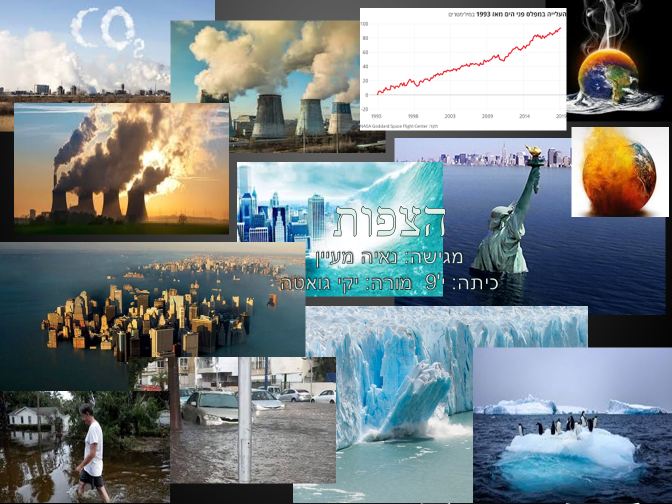 CO₂
העלייה במפלס פני הים מאז 1993 במילימטרים
100
80
60
40
20
0
-20
1993 1998 2003 2009 2014 2019
מקור: NASA Goddard Space Flight Center
הצפות
מגישה: נאיה מעיין
כיתה: י'9 מורה: יקי גואטה